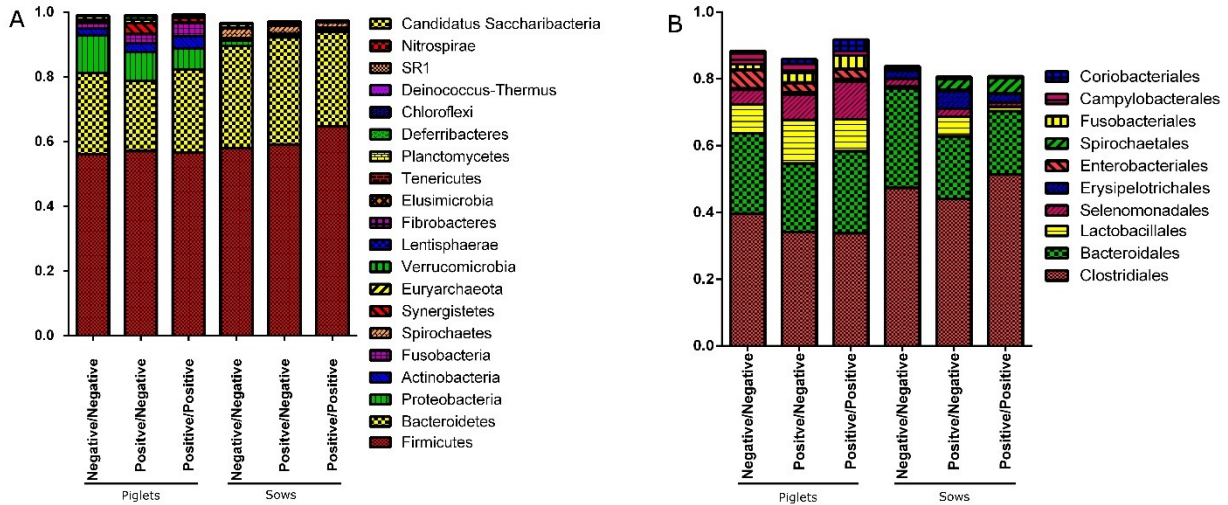 A
1.0
0.8
0.6
0.4
0.2
0.0
Negative/Negative
Positive/Negative
Positive/Positive
Negative/Negative
Positve/Negative
Positive/Positive
Piglets
Sows
Candidatus Saccharibacteria
Nitrospirae
SR1
Deinococcus-Thermus
Chloroflexi
Deferribacteres
Planctomycetes
Tenericutes
Elusimicrobia
Fibrobacteres
Lentisphaerae
Verrucomicrobia
Euryarchaeota
Synergistetes
Spirochaetes
Fusobacteria
Actinobacteria
Proteobacteria
Bacteroidetes
Firmicutes
B
1.0
0.8
0.6
0.4
0.2
0.0
Negative/Negative
Positive/Negative
Positive/Positive
Negative/Negative
Positive/Negative
Positive/Positive
Piglets
Sows
Coriobacteriales
Campylobacterales
Fusobacteriales
Spirochaetales
Enterobacteriales
Erysipelotrichales
Selenomonadales
Lactobacillales
Bacteroidales
Clostridiales